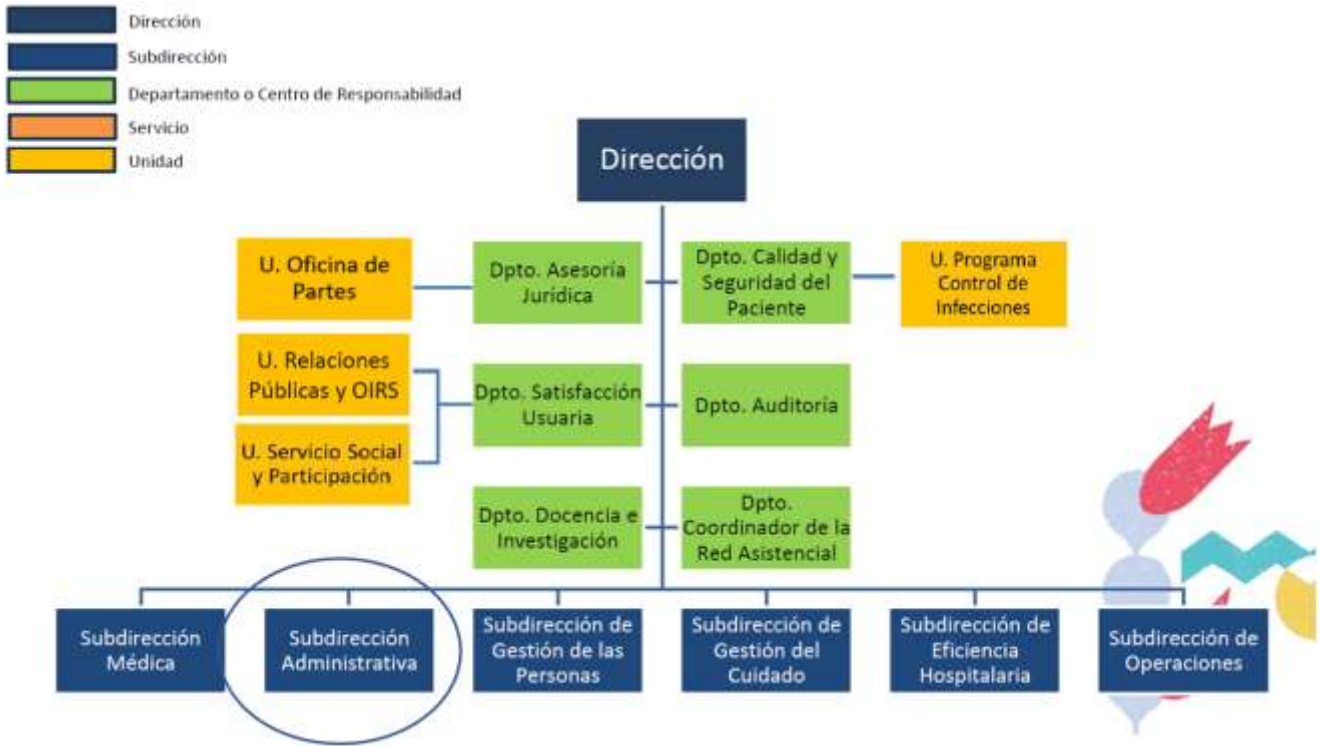 Dirección
Subdirección
Departamento o Centro de Responsabilidad
Servicio
Unidad
Dirección
U. Oficina de
Partes
Dpto. Asesoría
Jurídica
Dpto. Calidad y
Seguridad del
Paciente
U. Programa
Control de
Infecciones
U. Relaciones
Públicas y OIRS
U. Servicio Social
y Participación
Dpto. Satisfacción
Usuaria
Dpto. Auditoría
Dpto. Docencia e
Investigación
Dpto.
Coordinador de la
Red Asistencial
Subdirección
Médica
Subdirección
Administrativa
Subdirección de
Gestión de las
Personas
Subdirección de
Gestión del
Cuidado
Subdirección de
Eficiencia
Hospitalaria
Subdirección de
Operaciones